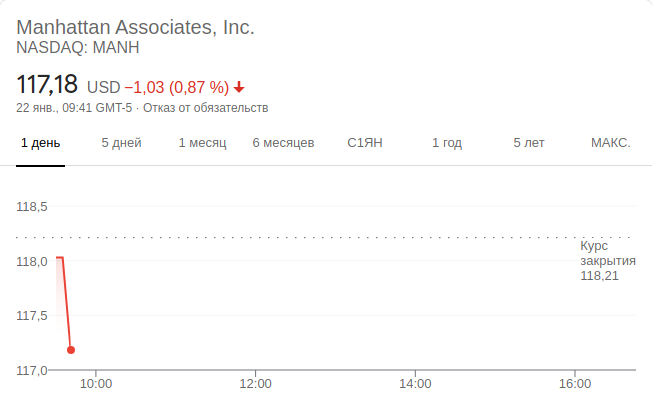 Manhattan Associates, Inc.
NASDAQ: MANH
117,18 USD −1,03 (0,87 %)
22 янв., 09:41 GMT-5 · Отказ от обязательств
1 день 5 дней 1 месяц 6 месяцев С1ЯН 1 год 5 лет МАКС.
118,5
Курс
закрытия
118,21
118,0
117,5
117,0
10:00 12:00 14:00 16:00